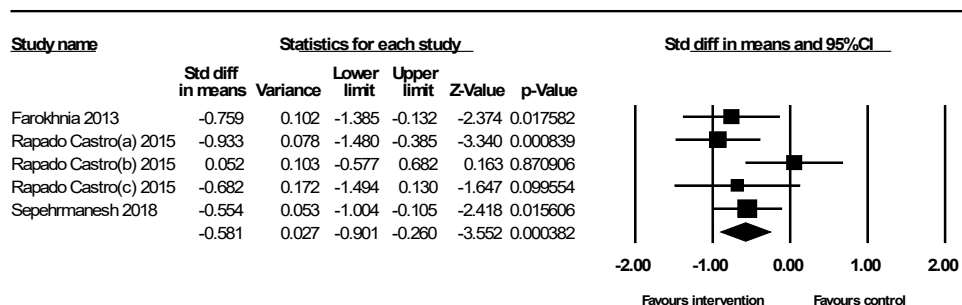 Study name Statistics for each study Std diff in means and 95%CI
Std diff Lower Upper
in means Variance limit limit Z-Value p-Value
Farokhnia 2013 -0.759 0.102 -1.385 -0.132 -2.374 0.017582
Rapado Castro(a) 2015 -0.933 0.078 -1.480 -0.385 -3.340 0.000839
Rapado Castro(b) 2015 0.052 0.103 -0.577 0.682 0.163 0.870906
Rapado Castro(c) 2015 -0.682 0.172 -1.494 0.130 -1.647 0.099554
Sepehrmanesh 2018 -0.554 0.053 -1.004 -0.105 -2.418 0.015606
-0.581 0.027 -0.901 -0.260 -3.552 0.000382
-2.00 -1.00 0.00 1.00 2.00
Favours intervention Favours control